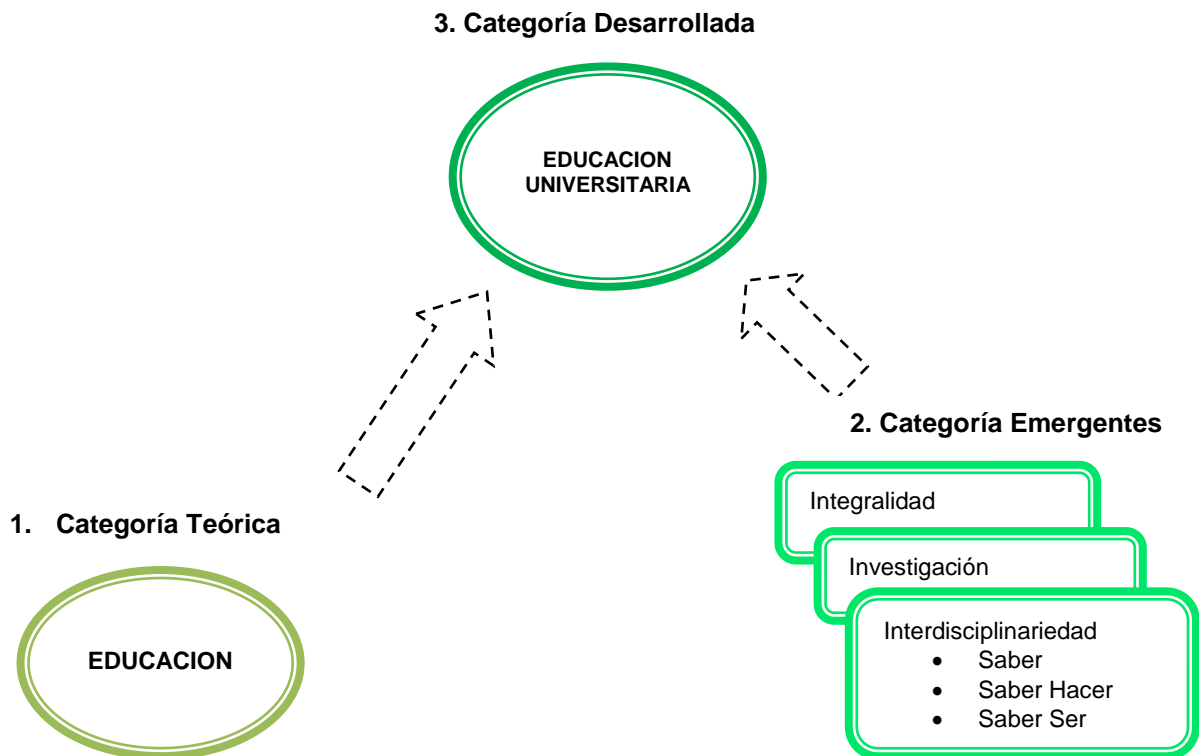 3. Categoría Desarrollada
EDUCACION
UNIVERSITARIA
2. Categoría Emergentes
Integralidad
1. Categoría Teórica
Investigación
Interdisciplinariedad
• Saber
• Saber Hacer
• Saber Ser
EDUCACION